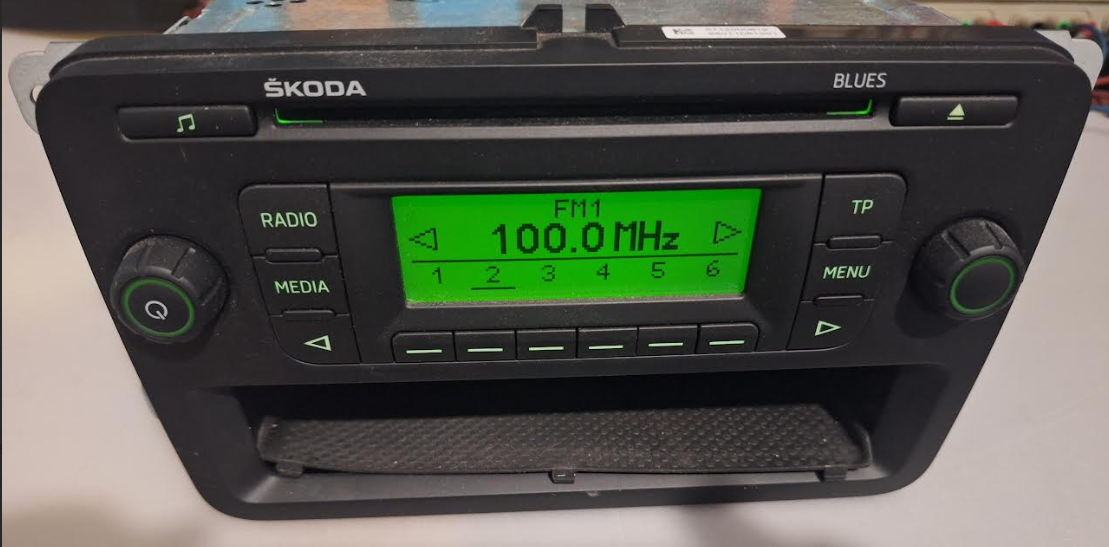 ŠKODA
BLUES
RADIO
TP
FM1
100.0 MHz
MEDIA
MENU
1 2 3 4 5 6